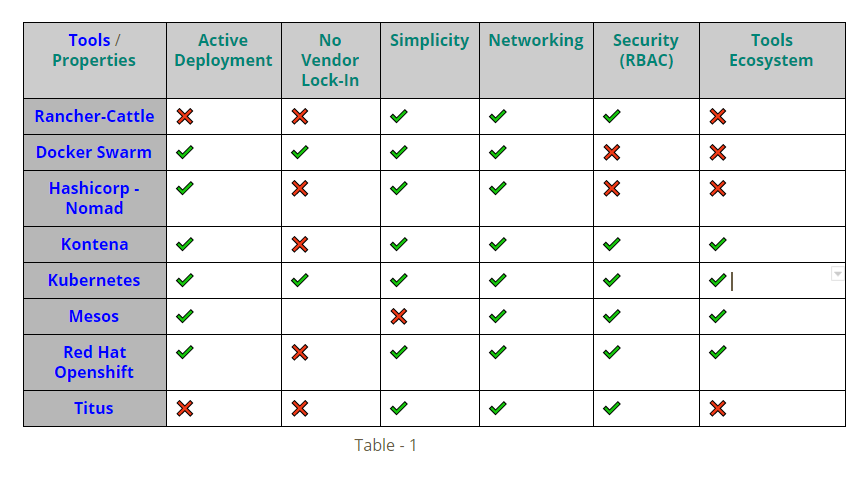 Tools / Properties
Active Deployment
No Vendor Lock-In
Simplicity
Networking
Security (RBAC)
Tools Ecosystem
Rancher-Cattle
Docker Swarm
Hashicorp - Nomad
Kontena
Kubernetes
Mesos
Red Hat Openshift
Titus
Table - 1